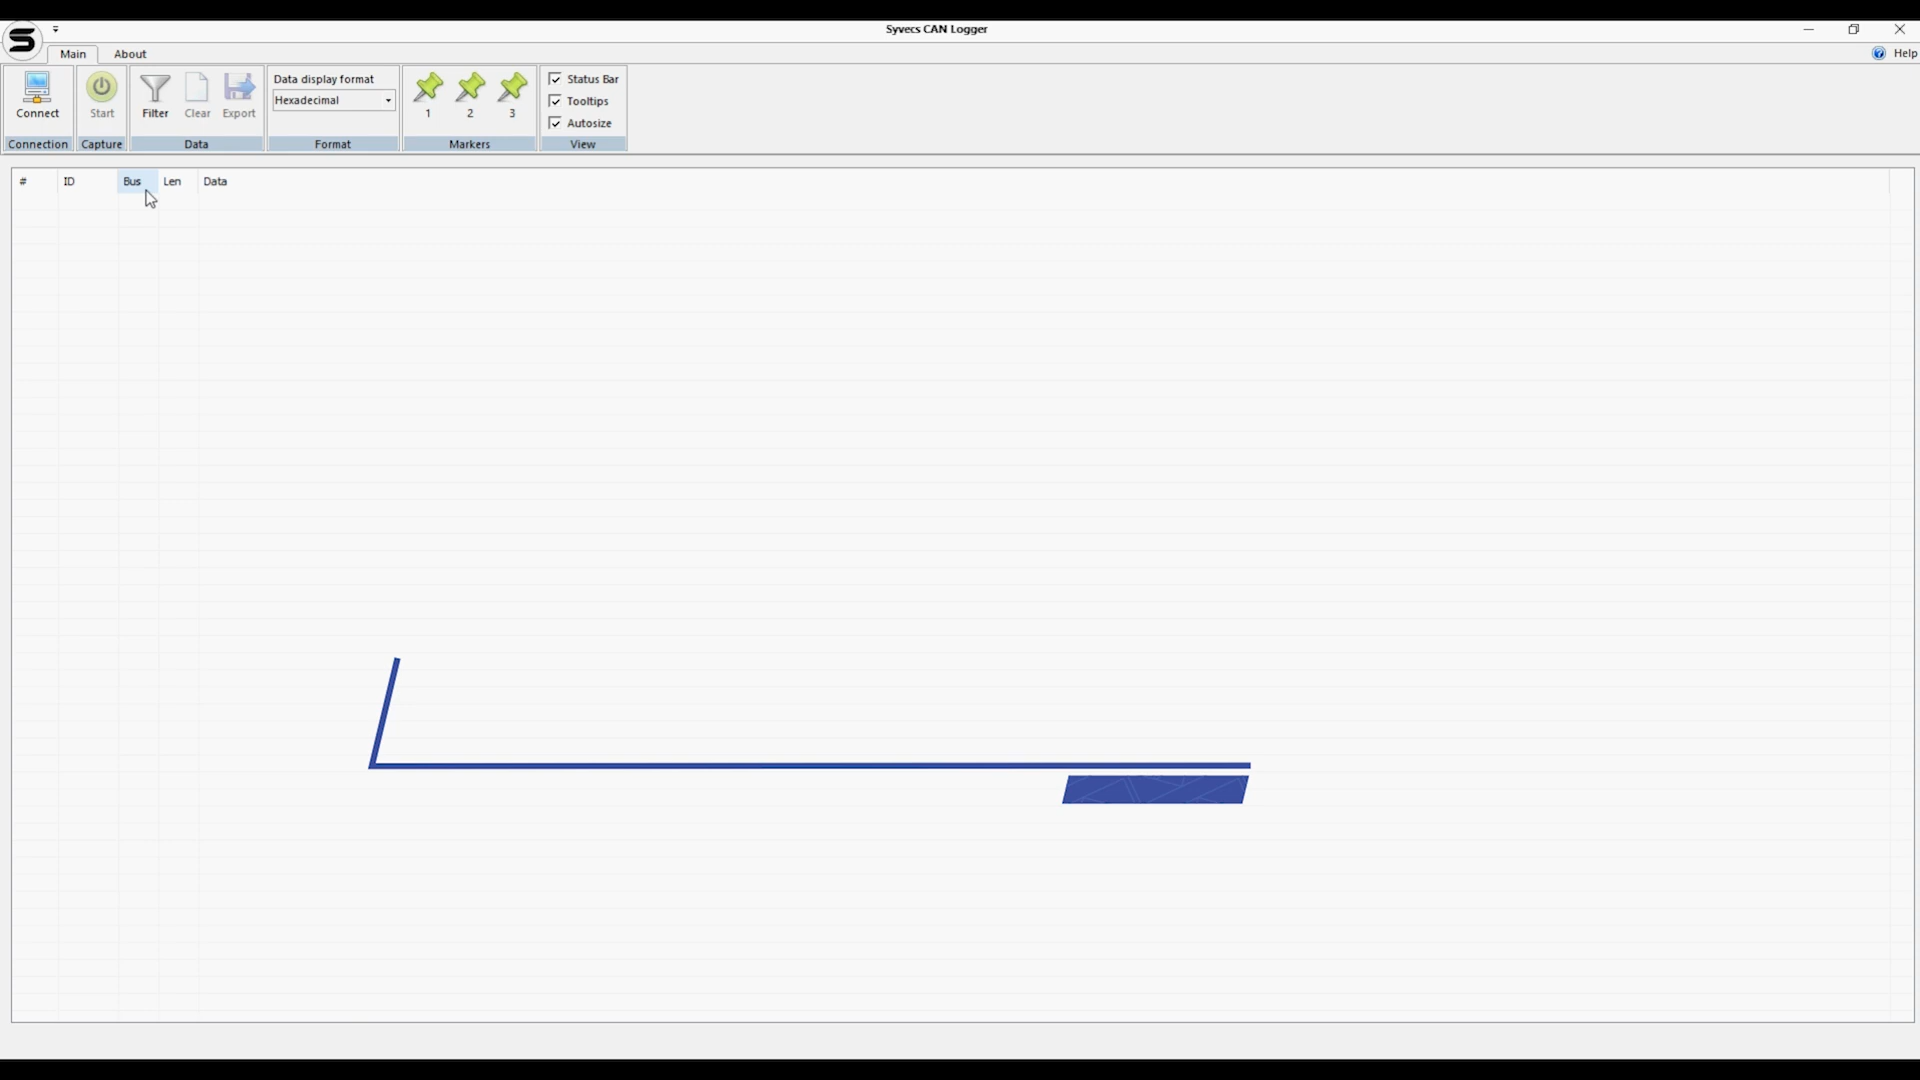 Syvecs CAN Logger
Main About Help
Connect Start Filter Clear Export Data display format Hexadecimal 1 2 3 Status Bar Tooltips Autosize
Connection Capture Data Format Markers View
# ID Bus Len Data